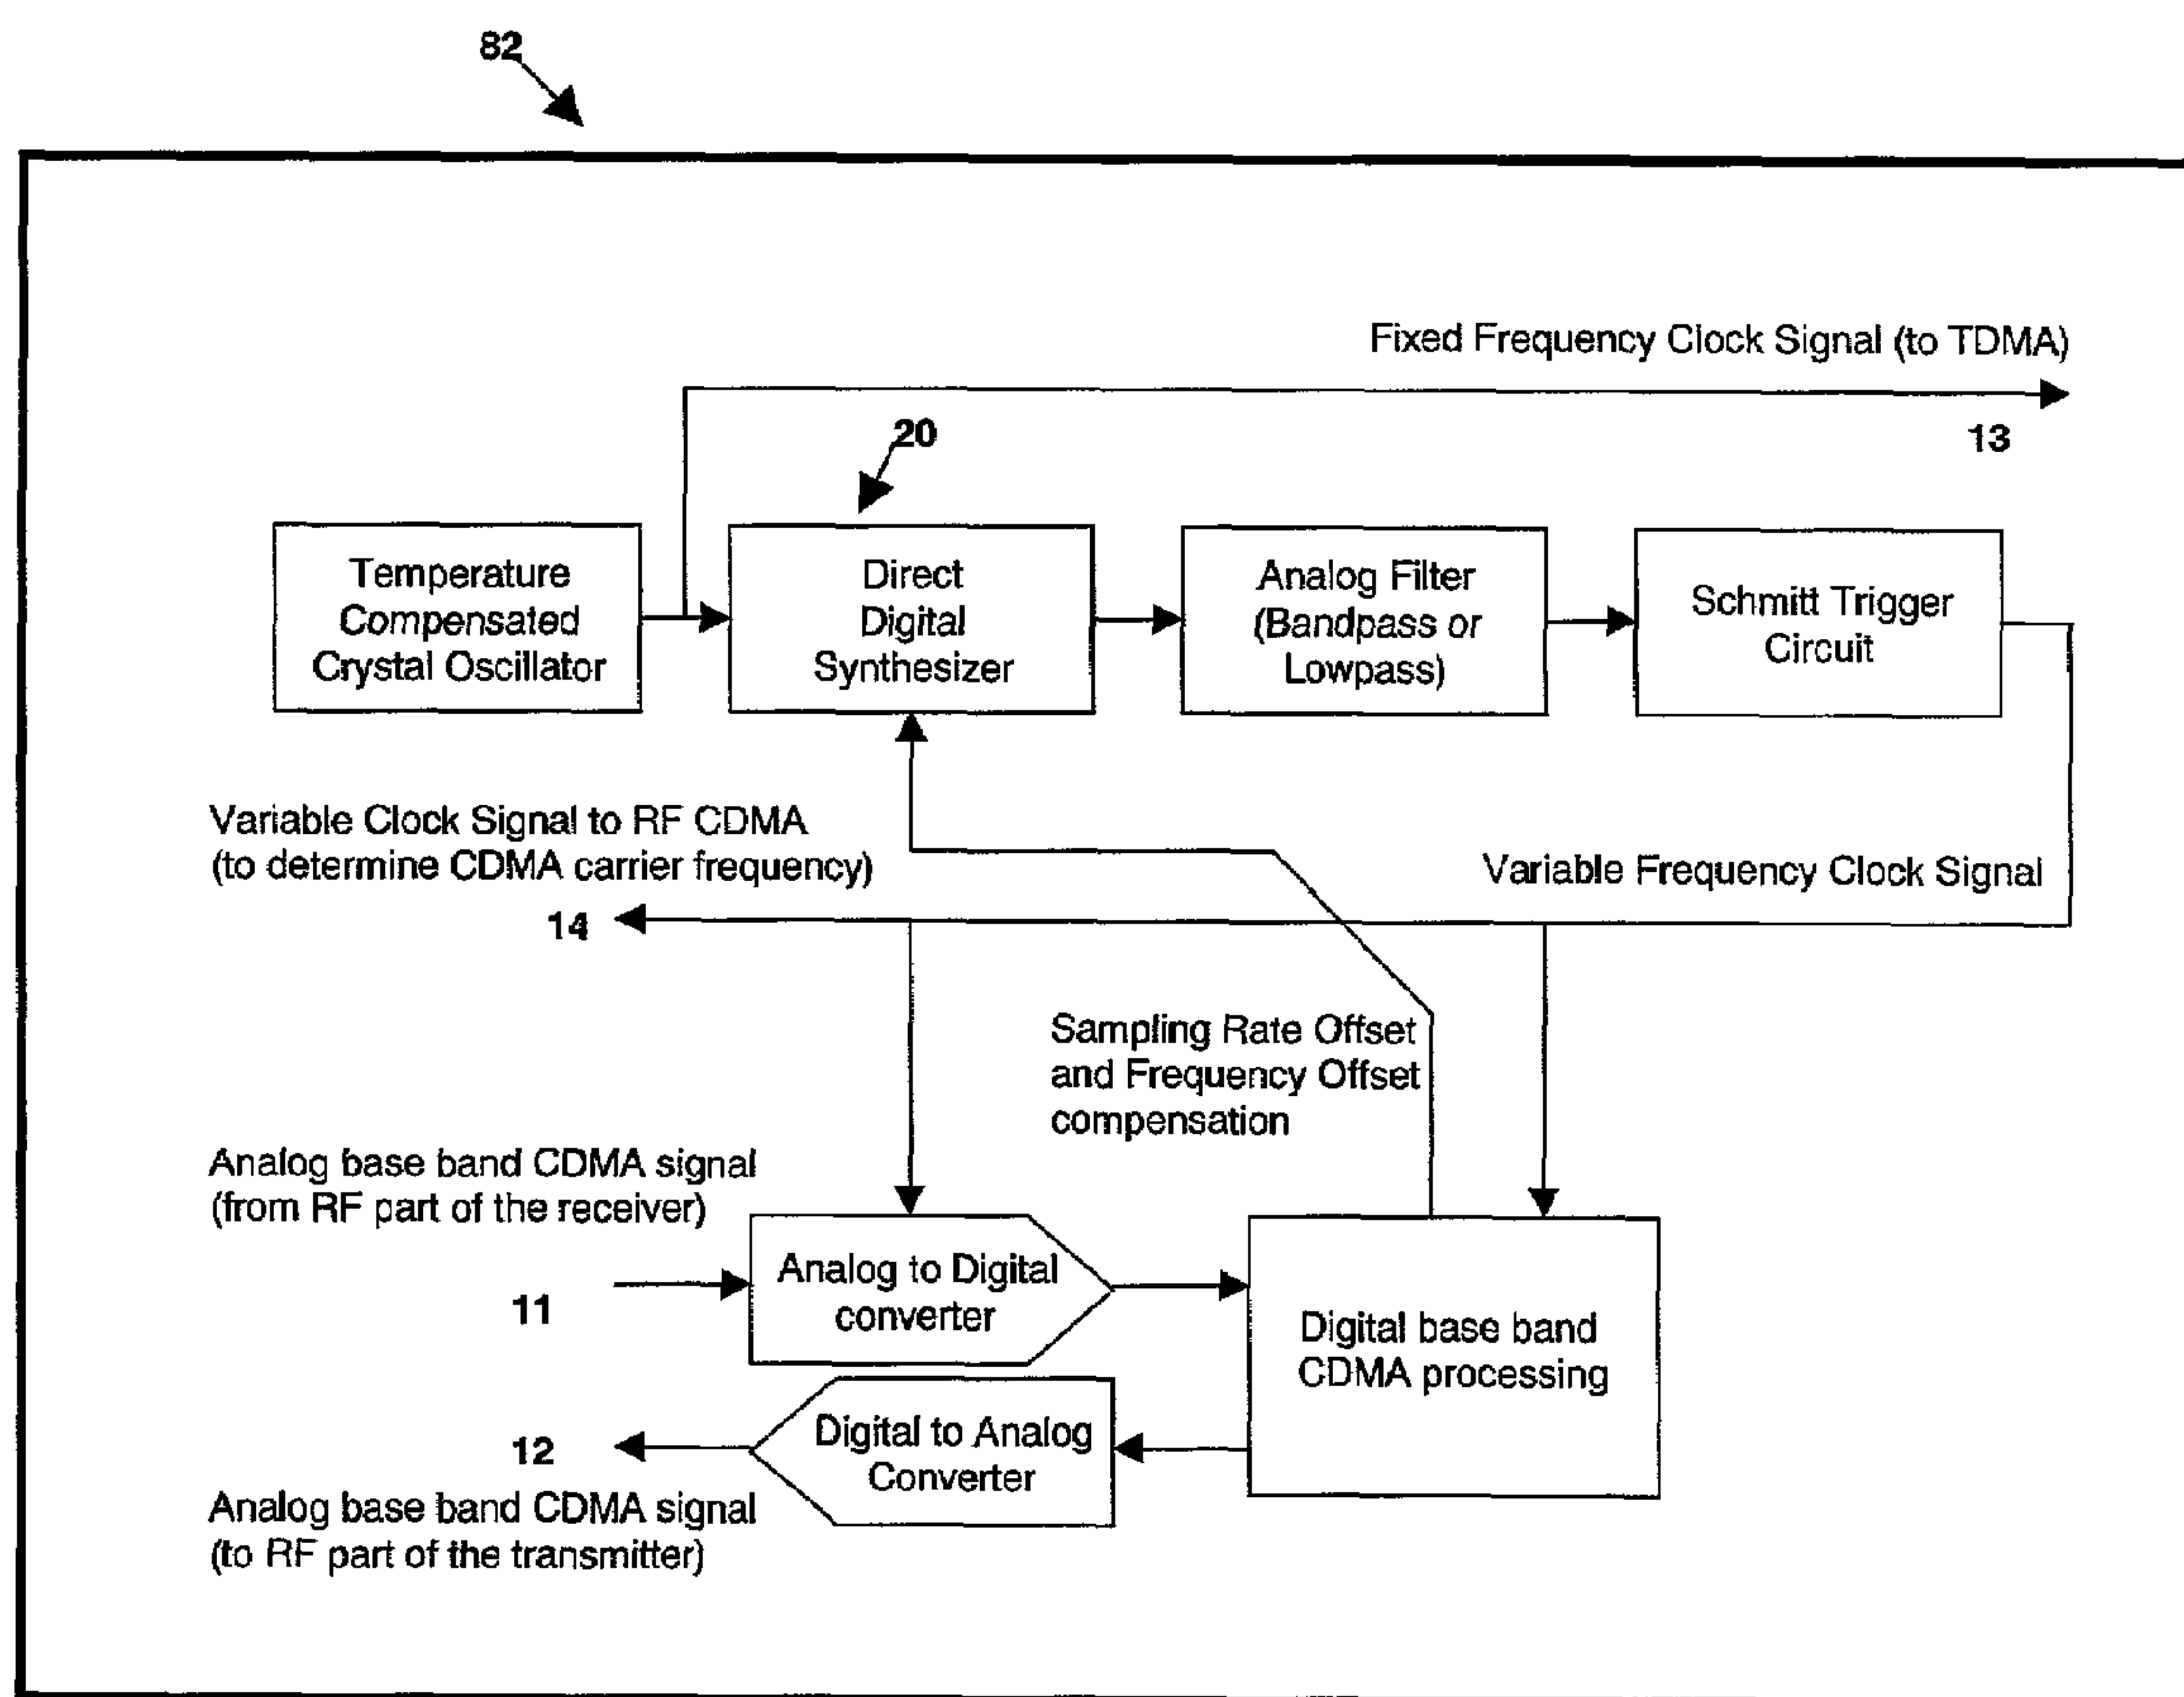 82
Fixed Frequency Clock Signal (to TDMA)
13
20
Temperature
Compensated
Crystal Oscillator
Direct
Digital
Synthesizer
Analog Filter
(Bandpass or
Lowpass)
Schmitt Trigger
Circuit
Variable Clock Signal to RF CDMA
(to determine CDMA carrier frequency)
Variable Frequency Clock Signal
14
Sampling Rate Offset
and Frequency Offset
compensation
Analog base band CDMA signal
(from RF part of the receiver)
11
Analog to Digital
converter
Digital base band
CDMA processing
12
Digital to Analog
Converter
Analog base band CDMA signal
(to RF part of the transmitter)